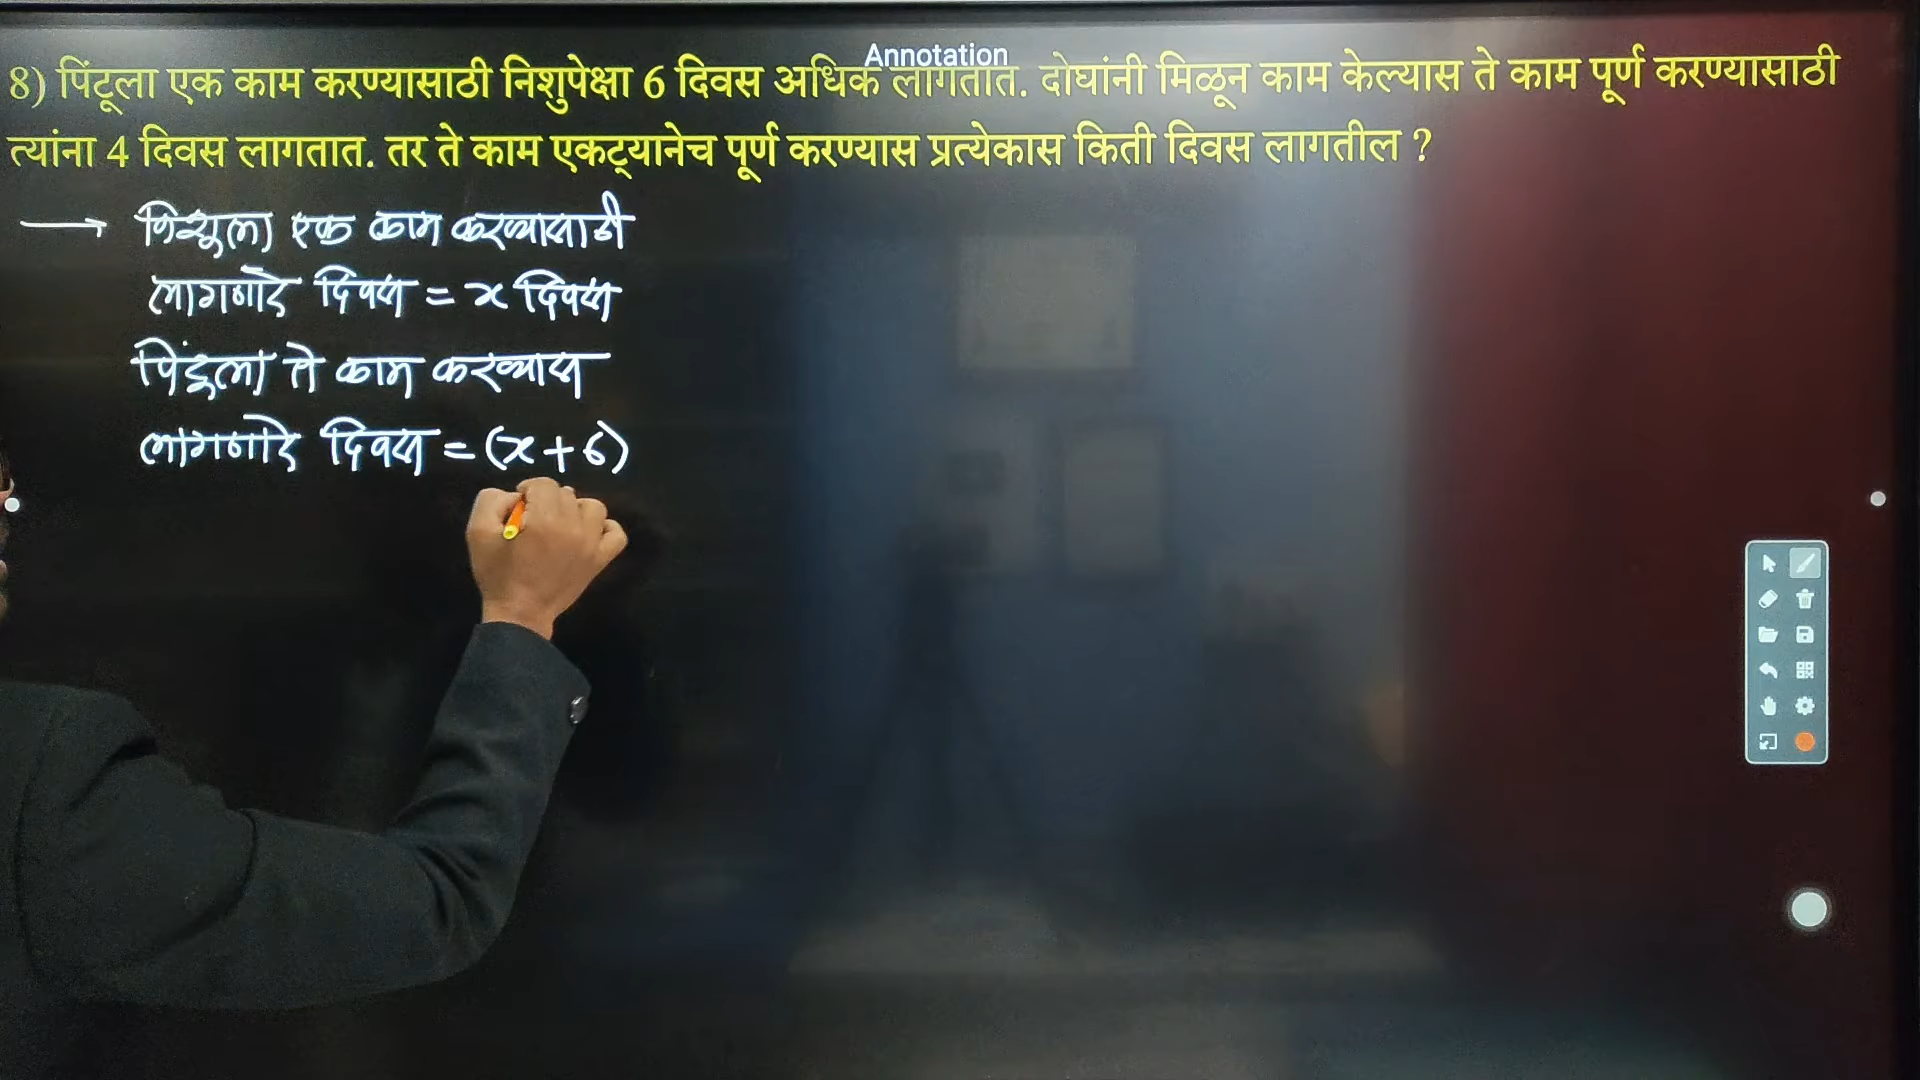 Annotation
8) पिंटूला एक काम करण्यासाठी निशुपेक्षा 6 दिवस अधिक लागतात. दोघांनी मिळून काम केल्यास ते काम पूर्ण करण्यासाठी
त्यांना 4 दिवस लागतात. तर ते काम एकट्यानेच पूर्ण करण्यास प्रत्येकास किती दिवस लागतील ?
→ निशुला एक काम करण्यासाठी
लागणारे दिवस = x दिवस
पिंटुला ते काम करण्यास
लागणारे दिवस = (x+6)